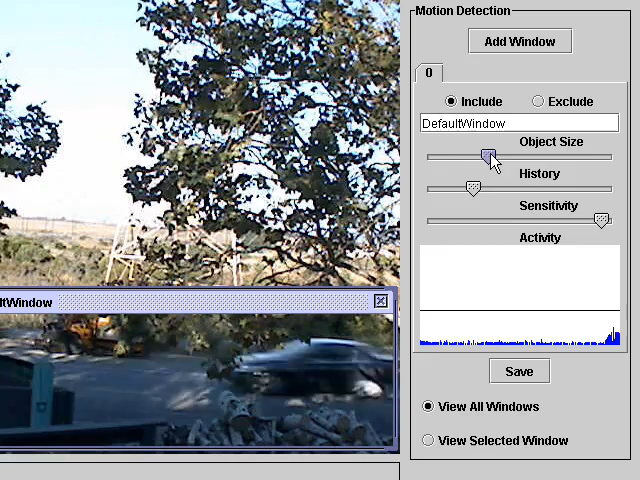 Motion Detection
Add Window
0
Include
Exclude
DefaultWindow
Object Size
History
Sensitivity
Activity
ltWindow
Save
View All Windows
View Selected Window